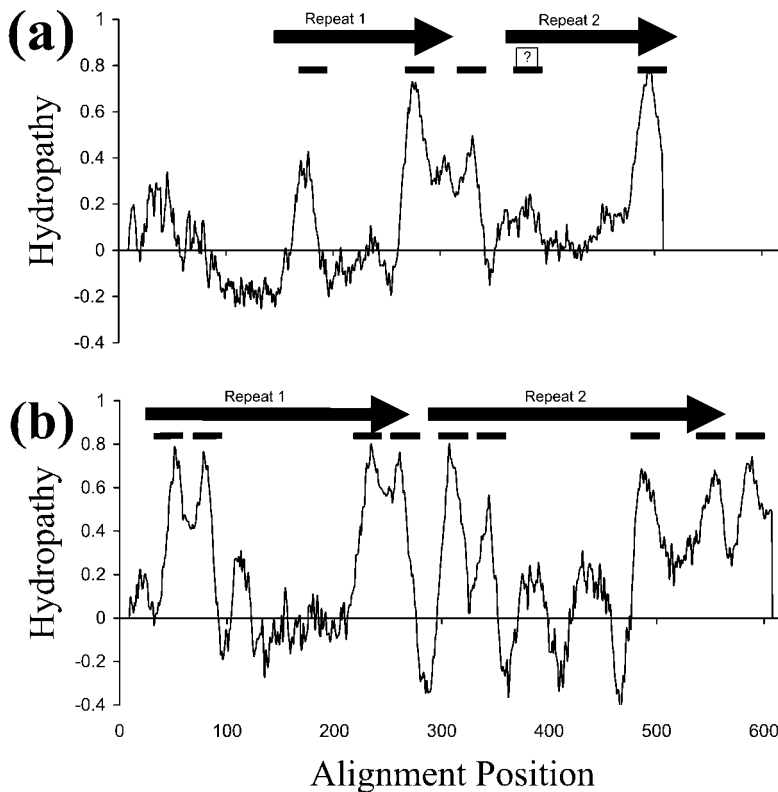 (a)
Repeat 1
Repeat 2
?
Hydropathy
1
0.8
0.6
0.4
0.2
0
-0.2
-0.4
(b)
Repeat 1
Repeat 2
Hydropathy
1
0.8
0.6
0.4
0.2
0
-0.2
-0.4
0
100
200
300
400
500
600
Alignment Position